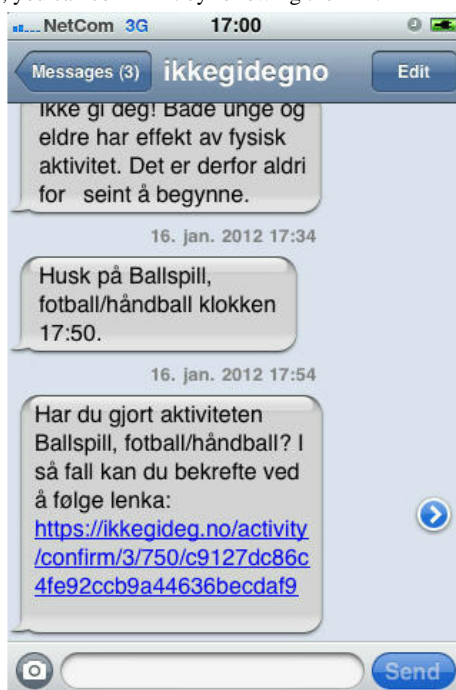 NetCom 3G 17:00
Messages (3) ikkegidegno Edit
Ikke gi deg! Både unge og
eldre har effekt av fysisk
aktivitet. Det er derfor aldri
for seint å begynne.
16. jan. 2012 17:34
Husk på Ballspill,
fotball/håndball klokken
17:50.
16. jan. 2012 17:54
Har du gjort aktiviteten
Ballspill, fotball/håndball? I
så fall kan du bekrefte ved
å følge lenka:
https://ikkegideg.no/activity
/confirm/3/750/c9127dc86c
4fe92ccb9a44636becdaf9
Send